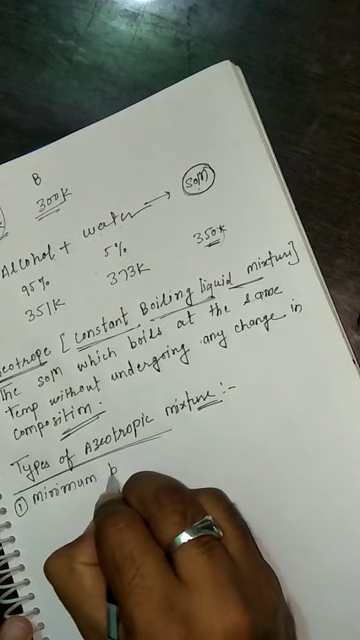 B
300K
Alcohol + water → soln
95% 5%
351K 373K 350K
[Constant Boiling liquid mixture]
The soln which boils at the same
temp without undergoing any change in
composition.
Types of Azeotropic mixture :-
① Minimum b